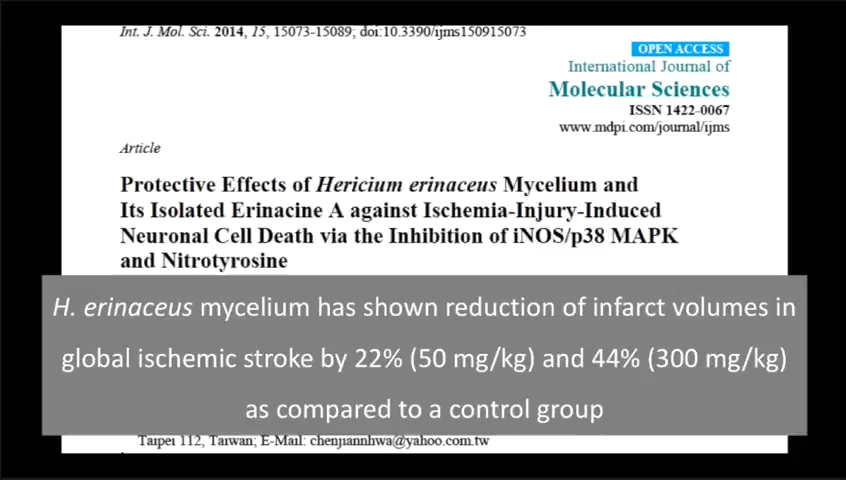 Int. J. Mol. Sci. 2014, 15, 15073-15089; doi:10.3390/ijms150915073
OPEN ACCESS
International Journal of
Molecular Sciences
ISSN 1422-0067
www.mdpi.com/journal/ijms
Article
Protective Effects of Hericium erinaceus Mycelium and
Its Isolated Erinacine A against Ischemia-Injury-Induced
Neuronal Cell Death via the Inhibition of iNOS/p38 MAPK
and Nitrotyrosine
H. erinaceus mycelium has shown reduction of infarct volumes in
global ischemic stroke by 22% (50 mg/kg) and 44% (300 mg/kg)
as compared to a control group
Taipei 112, Taiwan; E-Mail: chenjiannhwa@yahoo.com.tw